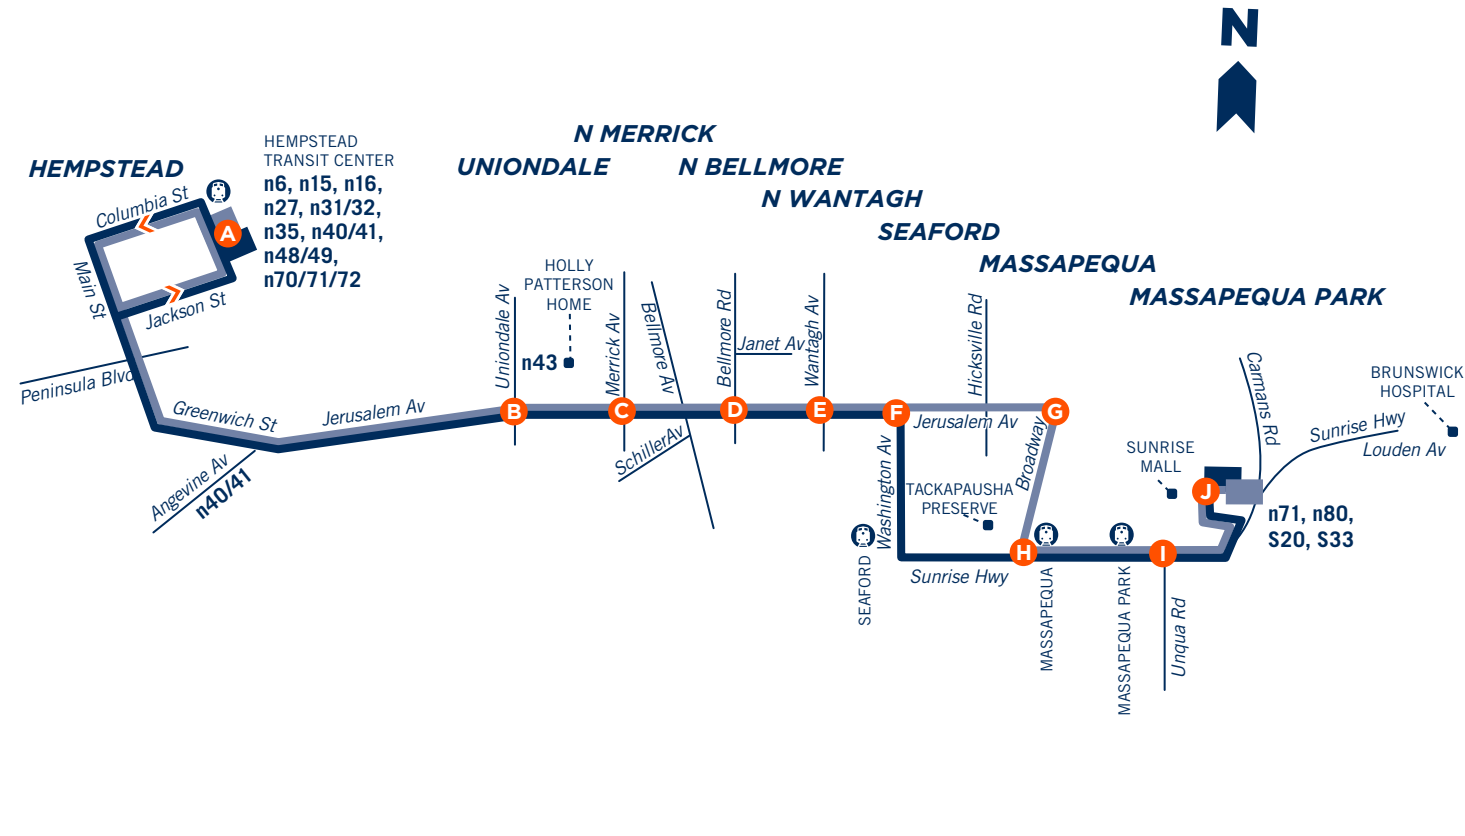 N
N MERRICK
HEMPSTEAD
UNIONDALE
N BELLMORE
N WANTAGH
SEAFORD
MASSAPEQUA
MASSAPEQUA PARK
HEMPSTEAD
TRANSIT CENTER
n6, n15, n16,
n27, n31/32,
n35, n40/41,
n48/49,
n70/71/72
Columbia St
A
Main St
Jackson St
Peninsula Blvd
Greenwich St
Jerusalem Av
Angevine Av
n40/41
Uniondale Av
B
HOLLY
PATTERSON
HOME
n43
Merrick Av
C
Bellmore Av
SchillerAv
Bellmore Rd
D
Janet Av
Wantagh Av
E
F
Jerusalem Av
Hicksville Rd
G
Broadway
Washington Av
TACKAPAUSHA
PRESERVE
SEAFORD
Sunrise Hwy
H
MASSAPEQUA
MASSAPEQUA PARK
I
Unqua Rd
SUNRISE
MALL
J
Carmans Rd
Sunrise Hwy
Louden Av
BRUNSWICK
HOSPITAL
n71, n80,
S20, S33